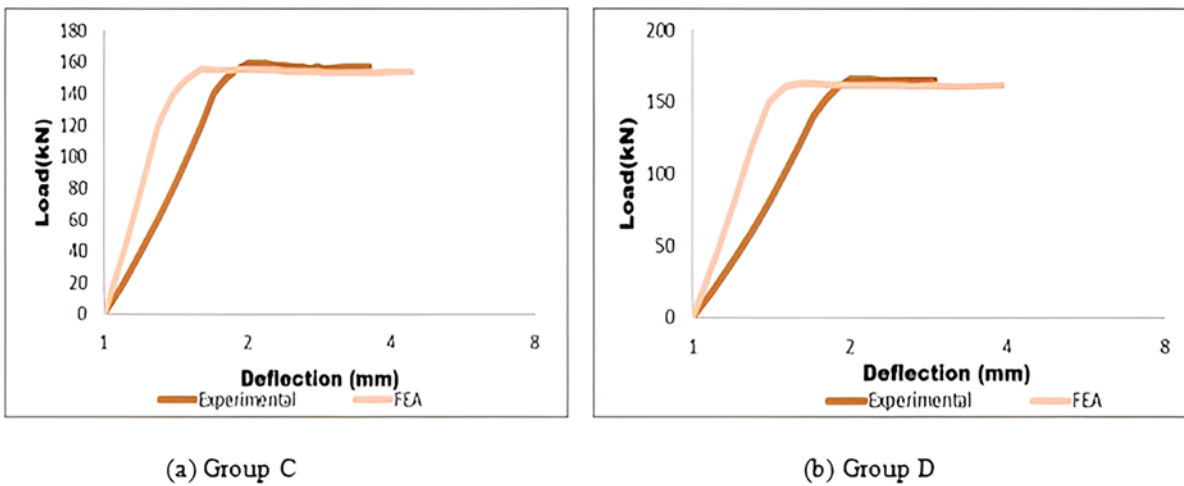 180
160
140
120
100
80
60
40
20
0
Load(kN)
1 2 4 8
Deflection (mm)
Experimental FEA
(a) Group C
200
150
100
50
0
Load(kN)
1 2 4 8
Deflection (mm)
Experimental FEA
(b) Group D